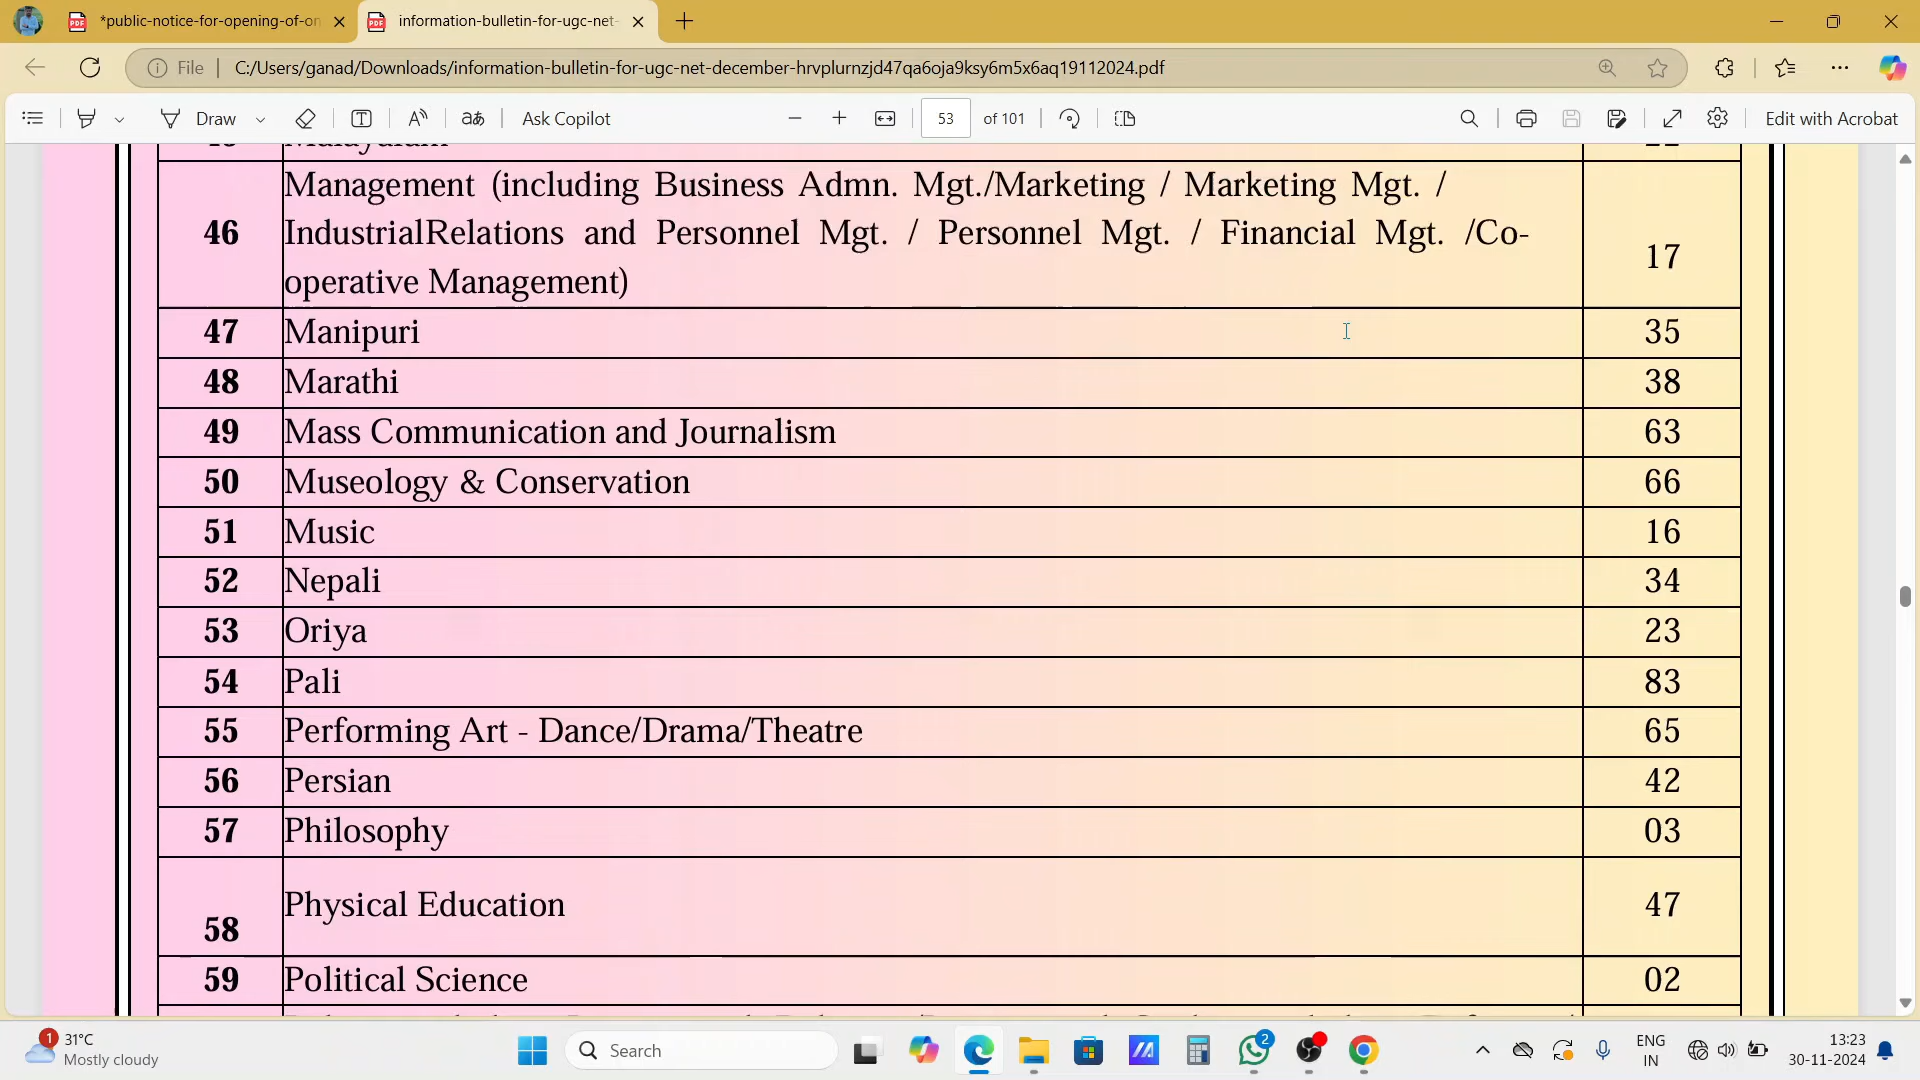 *public-notice-for-opening-of-on
information-bulletin-for-ugc-net-
File
C:/Users/ganad/Downloads/information-bulletin-for-ugc-net-december-hrvplurnzjd47qa6oja9ksy6m5x6aq19112024.pdf
Draw
Ask Copilot
53 of 101
Edit with Acrobat
46 Management (including Business Admn. Mgt./Marketing / Marketing Mgt. /
IndustrialRelations and Personnel Mgt. / Personnel Mgt. / Financial Mgt. /Co-
operative Management) 17
47 Manipuri 35
48 Marathi 38
49 Mass Communication and Journalism 63
50 Museology & Conservation 66
51 Music 16
52 Nepali 34
53 Oriya 23
54 Pali 83
55 Performing Art - Dance/Drama/Theatre 65
56 Persian 42
57 Philosophy 03
58 Physical Education 47
59 Political Science 02
1
31°C
Mostly cloudy
Search
2
ENG
IN
13:23
30-11-2024